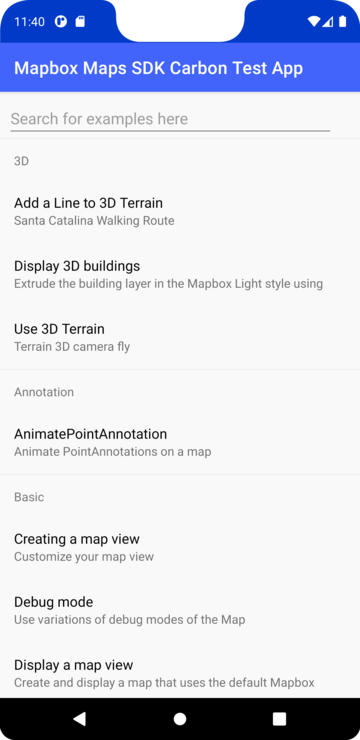 11:40
Mapbox Maps SDK Carbon Test App
Search for examples here
3D
Add a Line to 3D Terrain
Santa Catalina Walking Route
Display 3D buildings
Extrude the building layer in the Mapbox Light style using
Use 3D Terrain
Terrain 3D camera fly
Annotation
AnimatePointAnnotation
Animate PointAnnotations on a map
Basic
Creating a map view
Customize your map view
Debug mode
Use variations of debug modes of the Map
Display a map view
Create and display a map that uses the default Mapbox